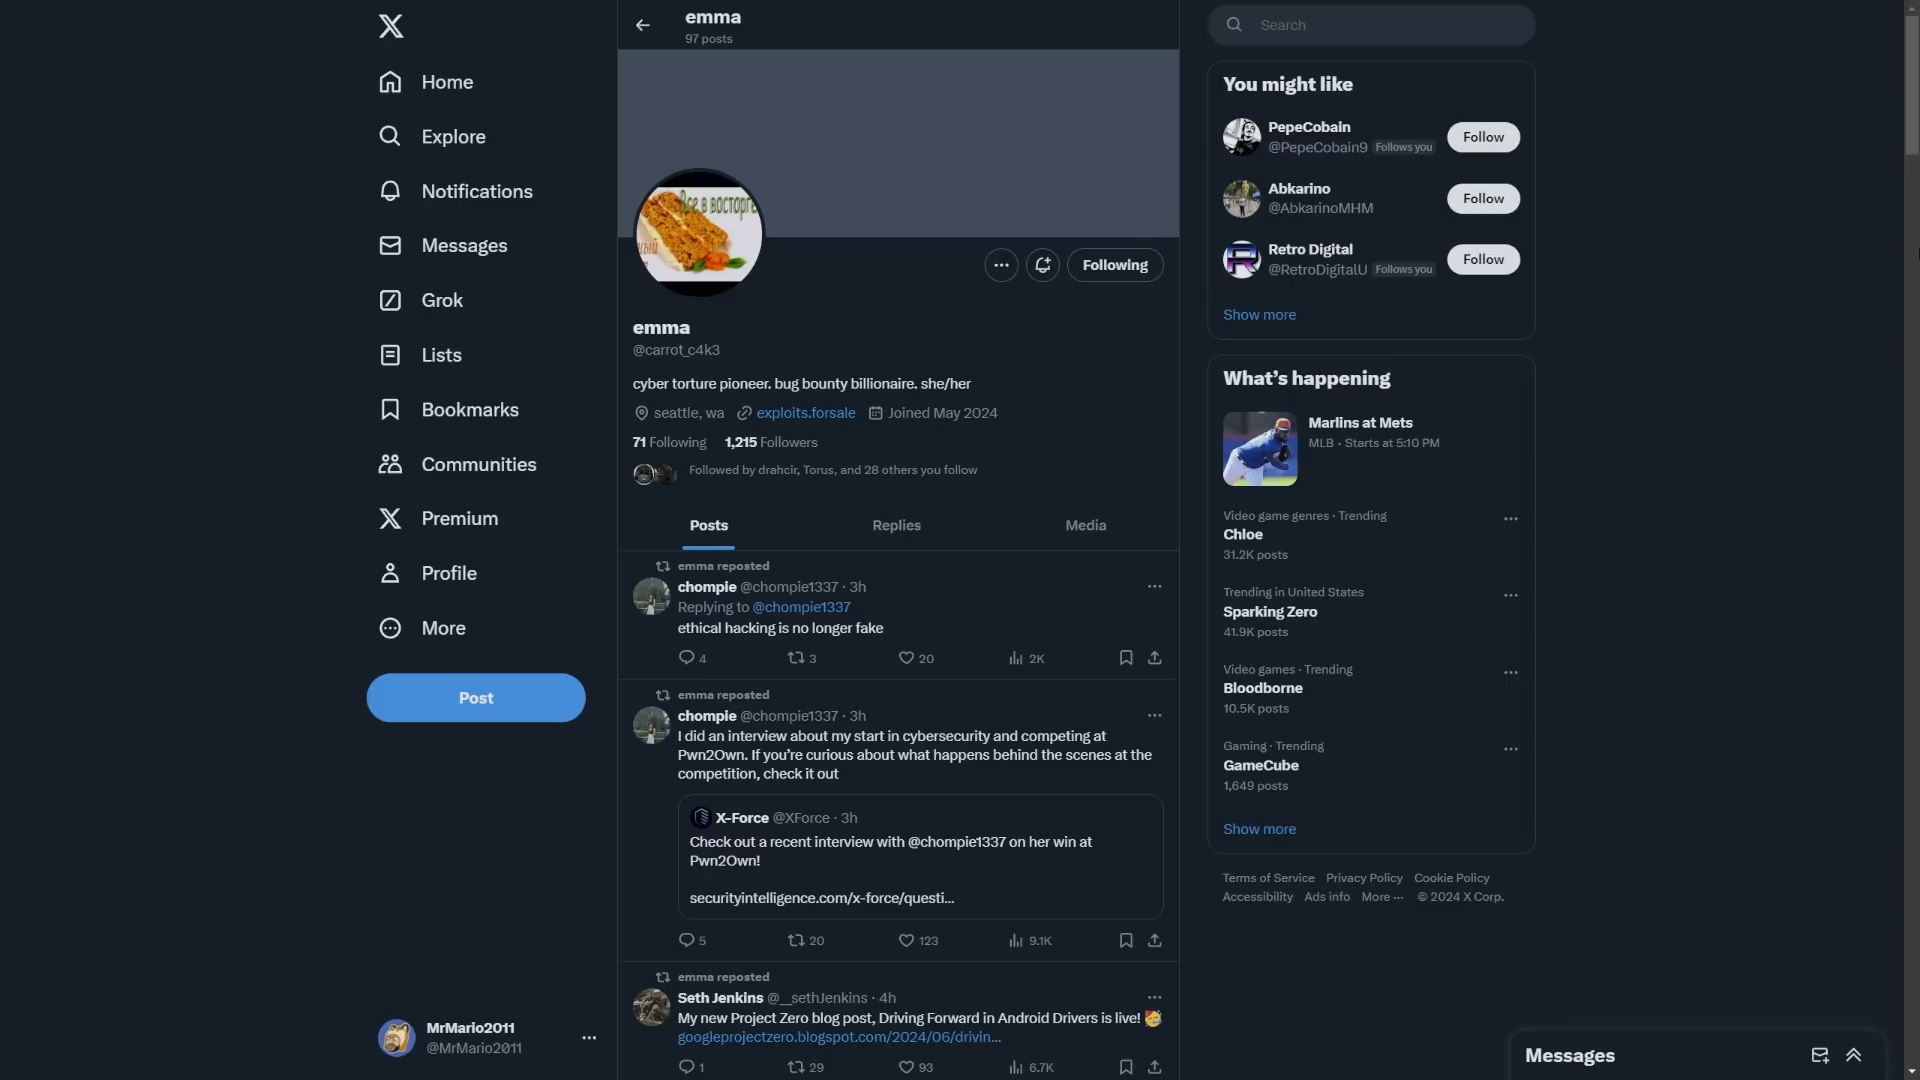 Home
Explore
Notifications
Messages
Grok
Lists
Bookmarks
Communities
Premium
Profile
More
Post
MrMario2011
@MrMario2011
emma
97 posts
Все в восторге
Following
emma
@carrot_c4k3
cyber torture pioneer. bug bounty billionaire. she/her
seattle, wa exploits.forsale Joined May 2024
71 Following 1,215 Followers
Followed by drahcir, Torus, and 28 others you follow
Posts Replies Media
emma reposted
chompie @chompie1337 · 3h
Replying to @chompie1337
ethical hacking is no longer fake
4 3 20 2K
emma reposted
chompie @chompie1337 · 3h
I did an interview about my start in cybersecurity and competing at
Pwn2Own. If you’re curious about what happens behind the scenes at the
competition, check it out
X-Force @XForce · 3h
Check out a recent interview with @chompie1337 on her win at
Pwn2Own!
securityintelligence.com/x-force/questi...
5 20 123 9.1K
emma reposted
Seth Jenkins @__sethJenkins · 4h
My new Project Zero blog post, Driving Forward in Android Drivers is live!
googleprojectzero.blogspot.com/2024/06/drivin...
1 29 93 6.7K
Search
You might like
PepeCobain
@PepeCobain9 Follows you
Follow
Abkarino
@AbkarinoMHM
Follow
Retro Digital
@RetroDigitalU Follows you
Follow
Show more
What’s happening
Marlins at Mets
MLB · Starts at 5:10 PM
Video game genres · Trending
Chloe
31.2K posts
Trending in United States
Sparking Zero
41.9K posts
Video games · Trending
Bloodborne
10.5K posts
Gaming · Trending
GameCube
1,649 posts
Show more
Terms of Service Privacy Policy Cookie Policy
Accessibility Ads info More ··· © 2024 X Corp.
Messages